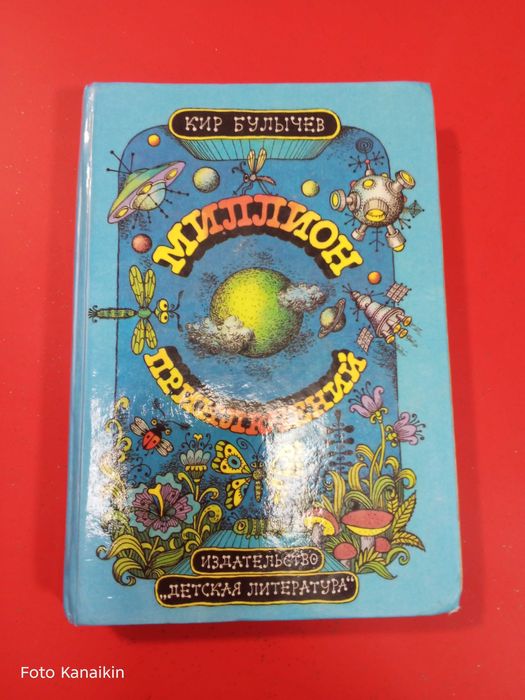 КИР БУЛЫЧЕВ
МИЛЛИОН
ПРИКЛЮЧЕНИЙ
ИЗДАТЕЛЬСТВО
„ДЕТСКАЯ ЛИТЕРАТУРА“
Foto Kanaikin